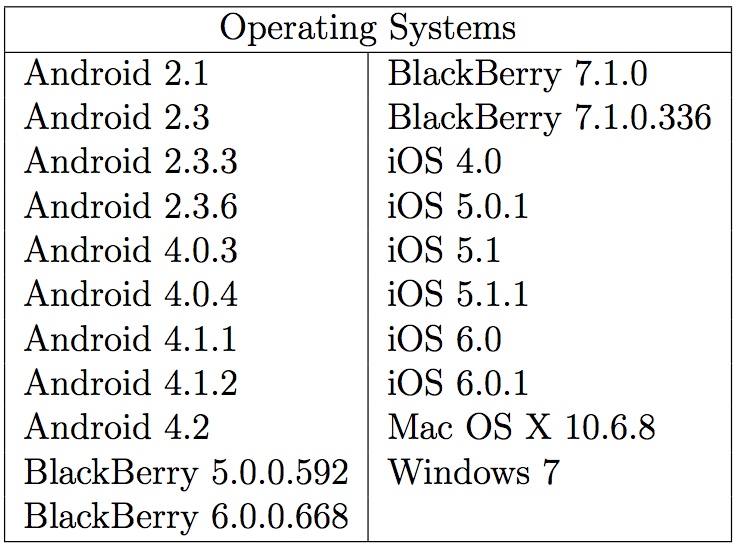 Operating Systems
Android 2.1
Android 2.3
Android 2.3.3
Android 2.3.6
Android 4.0.3
Android 4.0.4
Android 4.1.1
Android 4.1.2
Android 4.2
BlackBerry 5.0.0.592
BlackBerry 6.0.0.668
BlackBerry 7.1.0
BlackBerry 7.1.0.336
iOS 4.0
iOS 5.0.1
iOS 5.1
iOS 5.1.1
iOS 6.0
iOS 6.0.1
Mac OS X 10.6.8
Windows 7